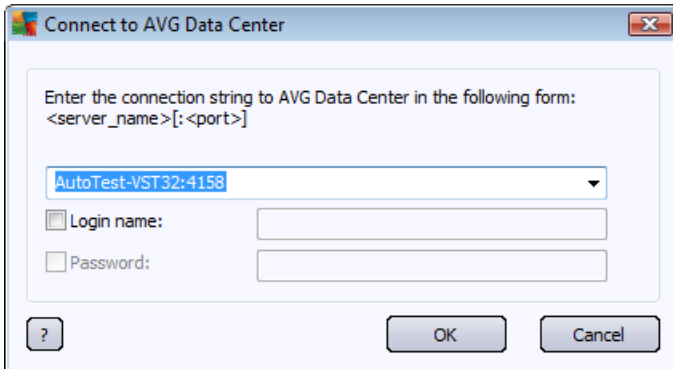 Connect to AVG Data Center
Enter the connection string to AVG Data Center in the following form:
<server_name>[:<port>]
AutoTest-VST32:4158
Login name:
Password:
? OK Cancel